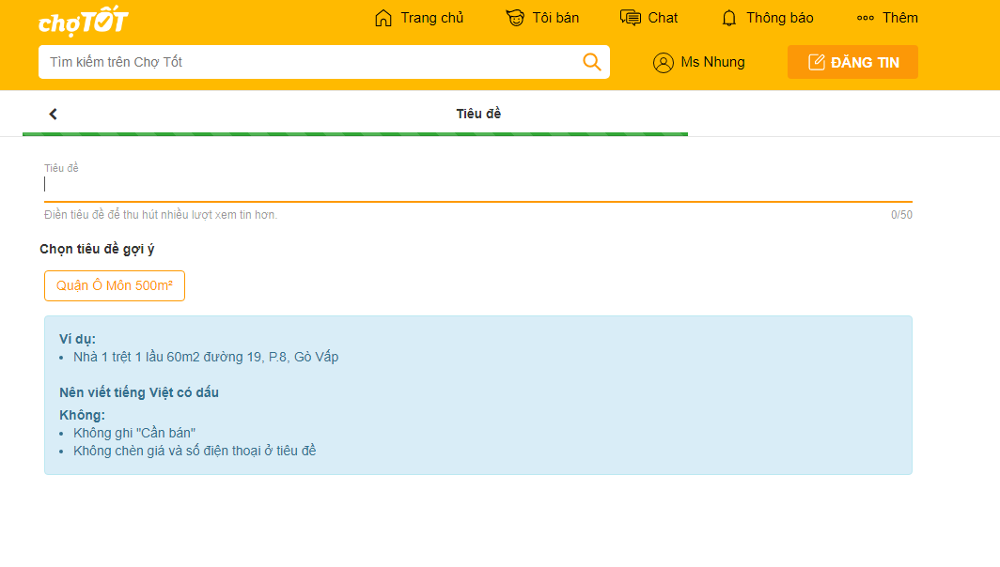 chợTỐT
Trang chủ
Tôi bán
Chat
Thông báo
Thêm
Tìm kiếm trên Chợ Tốt
Ms Nhung
ĐĂNG TIN
Tiêu đề
Tiêu đề
Điền tiêu đề để thu hút nhiều lượt xem tin hơn.
0/50
Chọn tiêu đề gợi ý
Quận Ô Môn 500m²
Ví dụ:
• Nhà 1 trệt 1 lầu 60m2 đường 19, P.8, Gò Vấp
Nên viết tiếng Việt có dấu
Không:
• Không ghi "Cần bán"
• Không chèn giá và số điện thoại ở tiêu đề